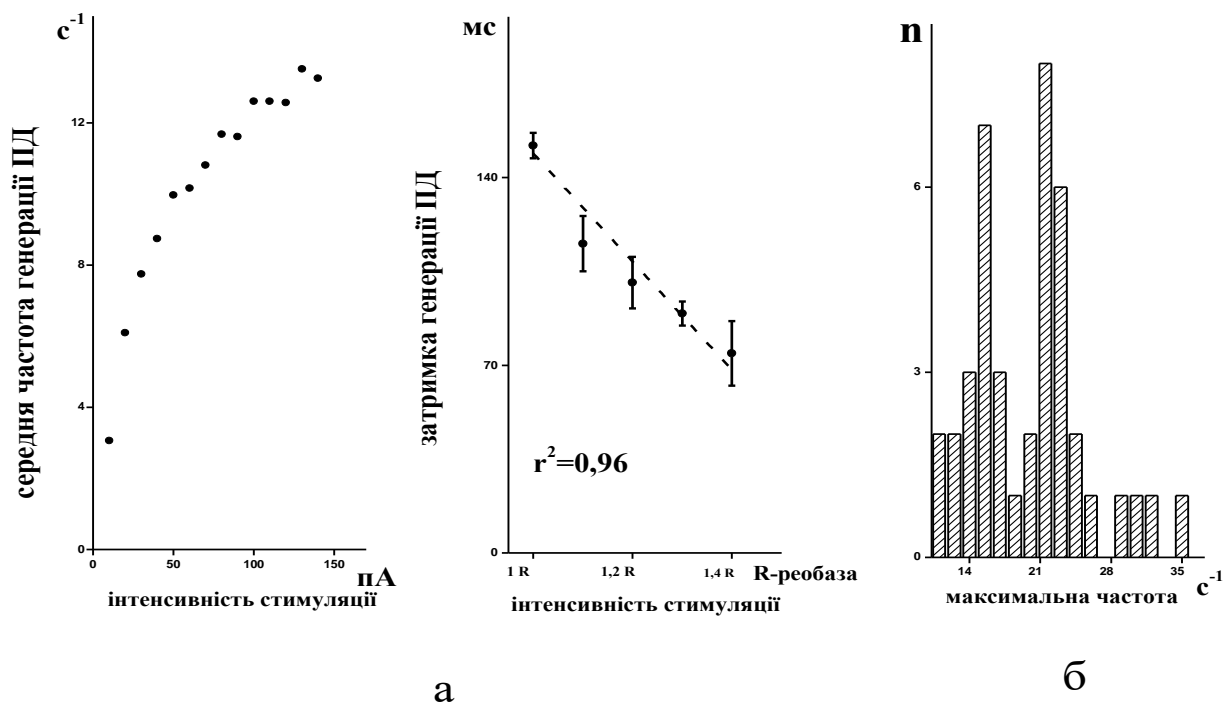 с-1
12
8
4
0
0
50
100
150
пА
середня частота генерації ПД
інтенсивність стимуляції
мс
140
70
0
затримка генерації ПД
r2=0,96
1 R
1,2 R
1,4 R
R-реобаза
інтенсивність стимуляції
а
n
6
3
0
14
21
28
35
с-1
максимальна частота
б